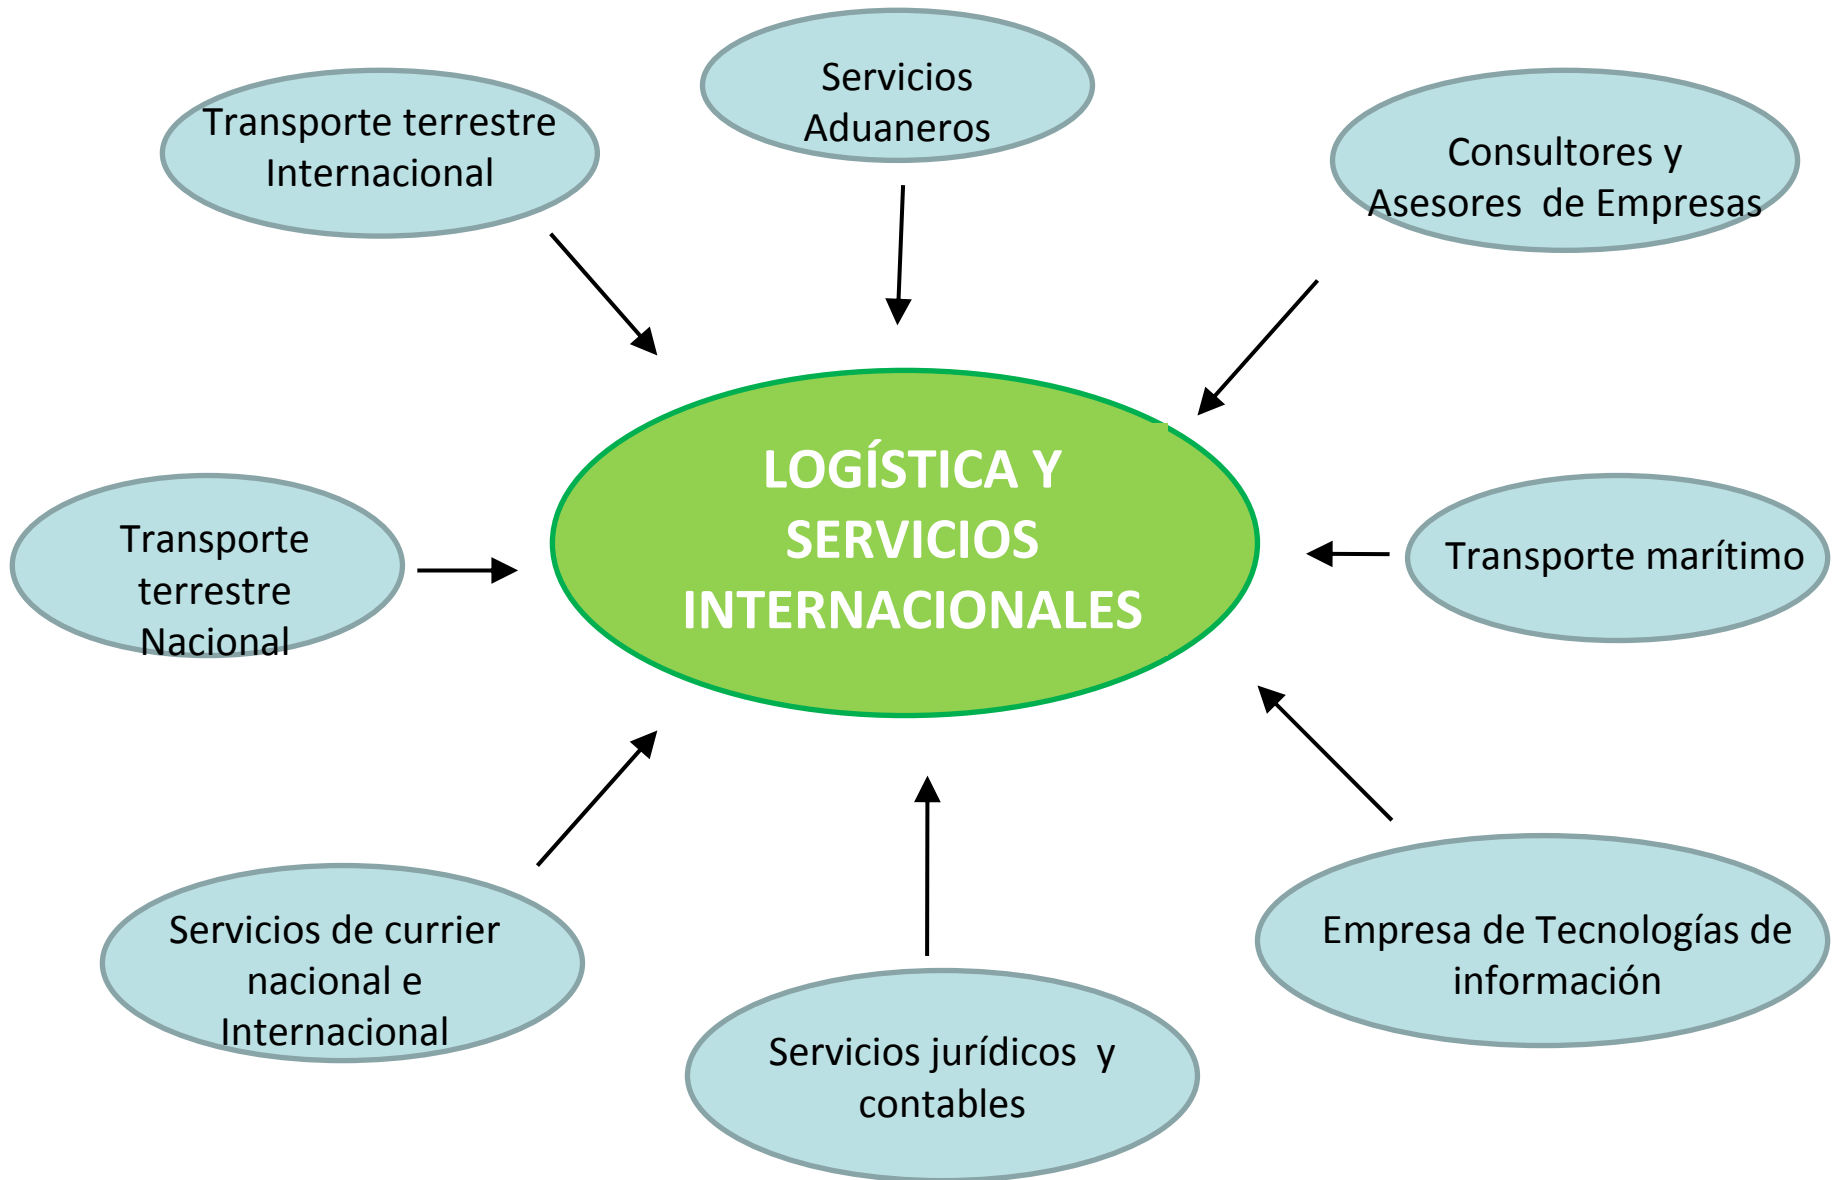 Servicios
Aduaneros
Transporte terrestre
Internacional
Consultores y
Asesores  de Empresas
LOGÍSTICA Y
SERVICIOS
INTERNACIONALES
Transporte
terrestre
Nacional
Transporte marítimo
Servicios de currier
nacional e
Internacional
Empresa de Tecnologías de
información
Servicios jurídicos  y
contables